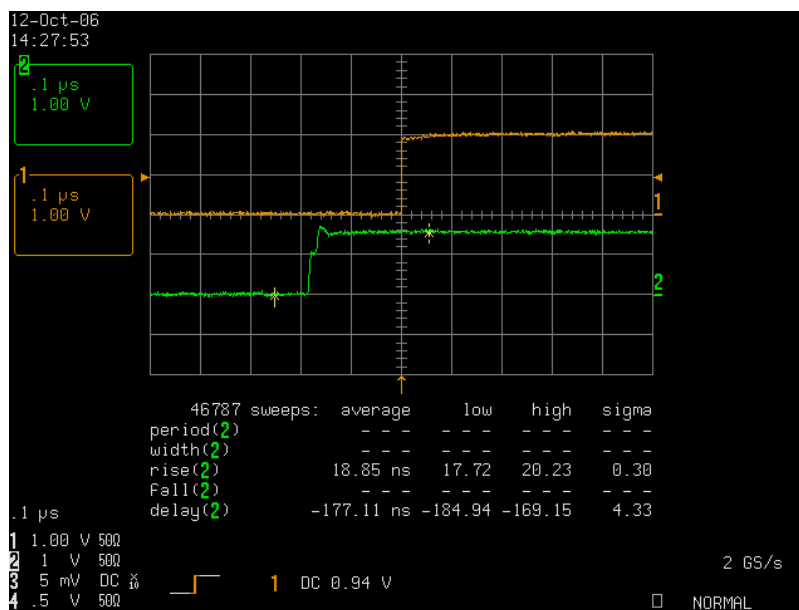 12-Oct-06
14:27:53
2
.1 µs
1.00 V
1
.1 µs
1.00 V
1
2
46787 sweeps: average low high sigma
period(2) - - - - - - - - - - - -
width(2) - - - - - - - - - - - -
rise(2) 18.85 ns 17.72 20.23 0.30
Fall(2) - - - - - - - - - - - -
delay(2) -177.11 ns -184.94 -169.15 4.33
.1 µs
1 1.00 V 50Ω
2 1 V 50Ω
3 5 mV DC X10
4 .5 V 50Ω
1 DC 0.94 V
2 GS/s
NORMAL